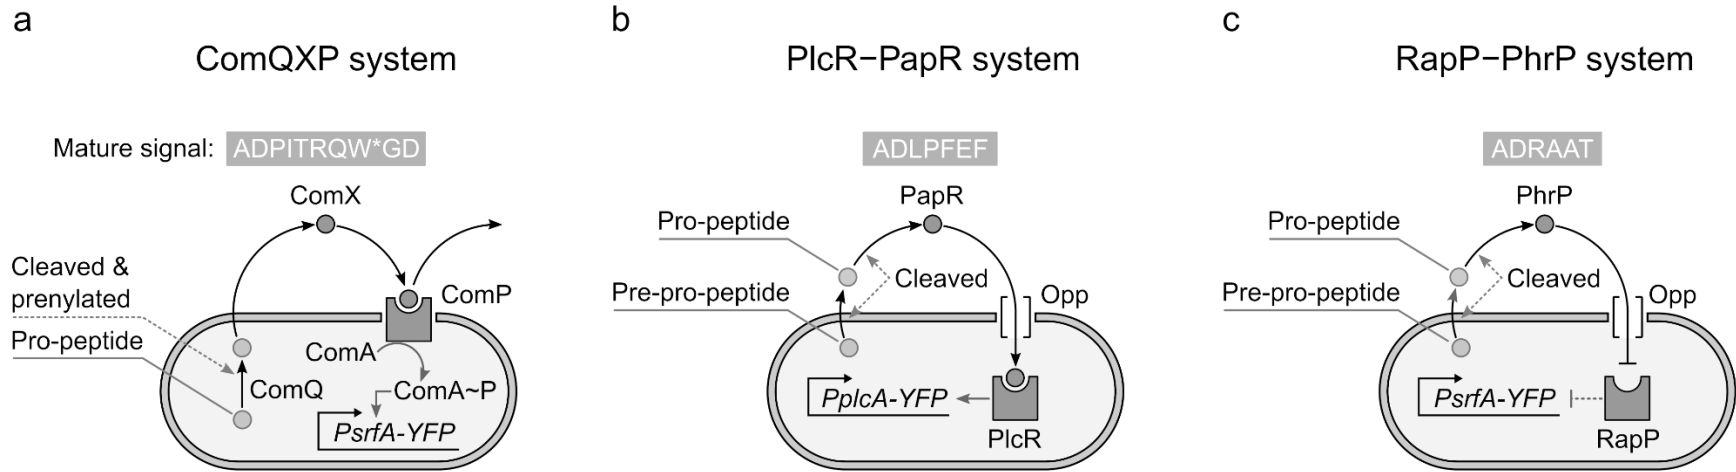 a
ComQXP system
Mature signal: ADPITRQW*GD
ComX
Cleaved &
prenylated
ComP
Pro-peptide
ComA
ComQ
ComA~P
PsrfA-YFP
b
PlcR−PapR system
ADLPFEF
PapR
Pro-peptide
Cleaved
Pre-pro-peptide
Opp
PplcA-YFP
PlcR
c
RapP−PhrP system
ADRAAT
PhrP
Pro-peptide
Cleaved
Pre-pro-peptide
Opp
PsrfA-YFP
RapP